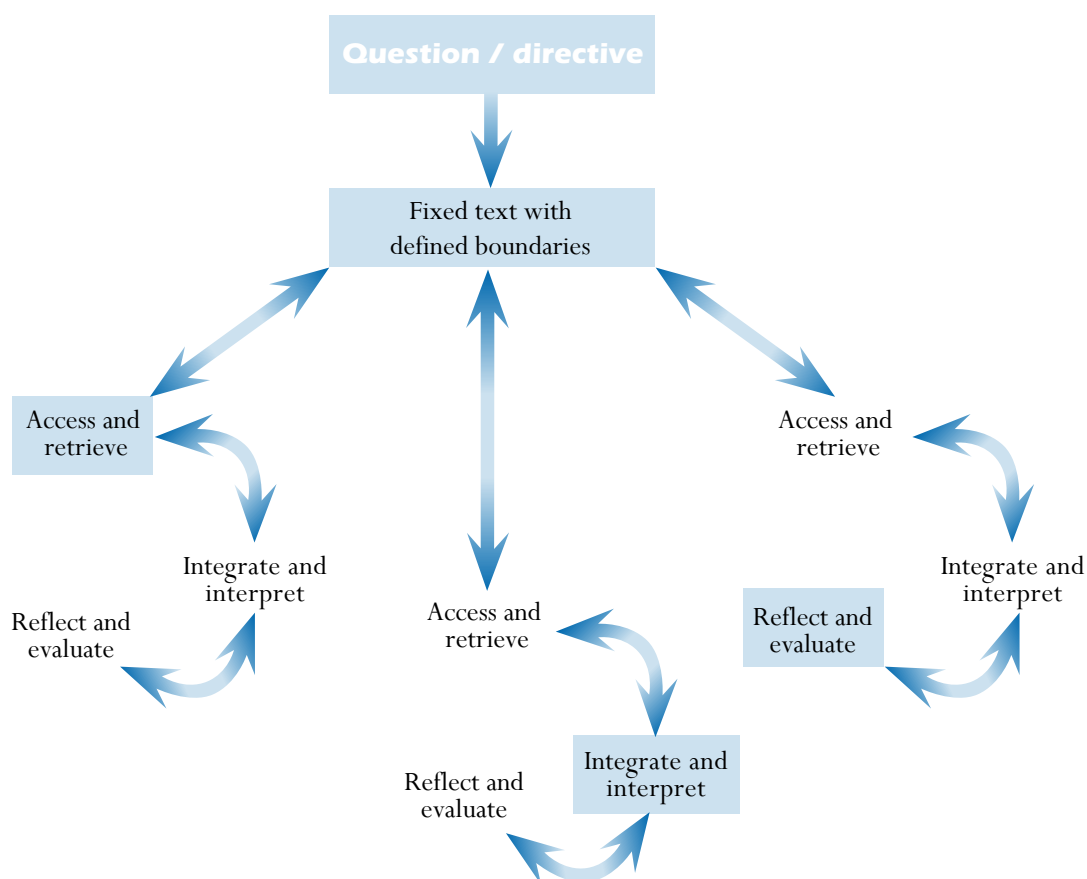 Question / directive
Fixed text with
defined boundaries
Access and
retrieve
Integrate and
interpret
Reflect and
evaluate
Access and
retrieve
Integrate and
interpret
Reflect and
evaluate
Access and
retrieve
Integrate and
interpret
Reflect and
evaluate